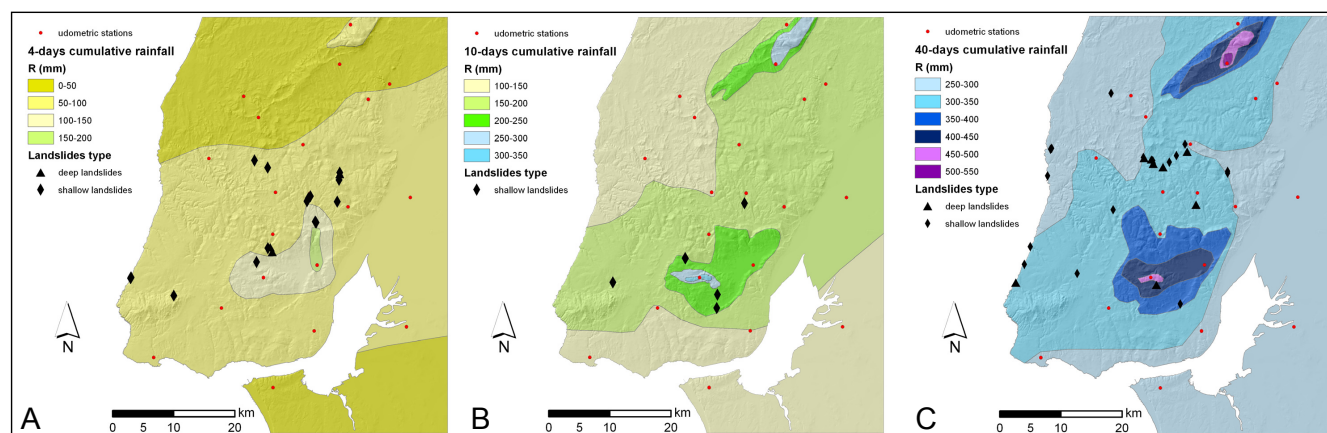 udometric stations
4-days cumulative rainfall
R (mm)
0-50
50-100
100-150
150-200
Landslides type
deep landslides
shallow landslides
N
A
0 5 10 20
km
udometric stations
10-days cumulative rainfall
R (mm)
100-150
150-200
200-250
250-300
300-350
Landslides type
shallow landslides
N
B
0 5 10 20
km
udometric stations
40-days cumulative rainfall
R (mm)
250-300
300-350
350-400
400-450
450-500
500-550
Landslides type
deep landslides
shallow landslides
N
C
0 5 10 20
km